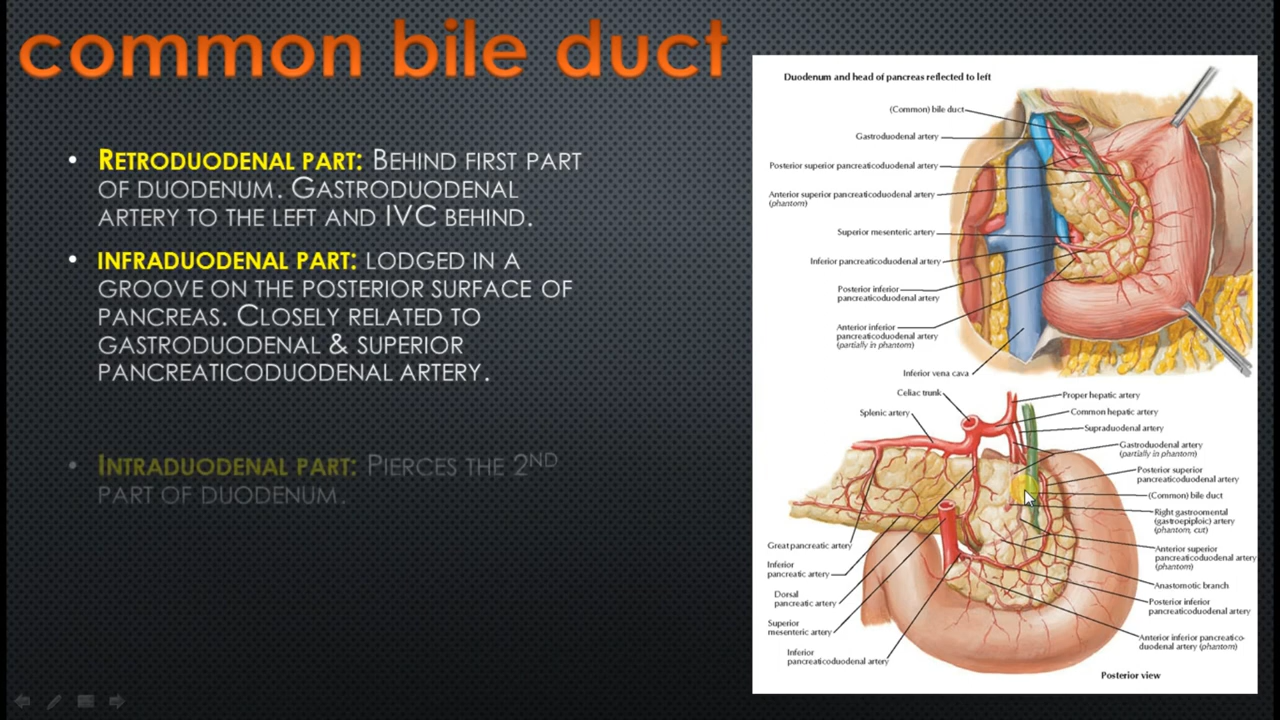 common bile duct
• RETRODUODENAL PART: BEHIND FIRST PART
OF DUODENUM. GASTRODUODENAL
ARTERY TO THE LEFT AND IVC BEHIND.
• INFRADUODENAL PART: LODGED IN A
GROOVE ON THE POSTERIOR SURFACE OF
PANCREAS. CLOSELY RELATED TO
GASTRODUODENAL & SUPERIOR
PANCREATICODUODENAL ARTERY.
• INTRADUODENAL PART: PIERCES THE 2ND
PART OF DUODENUM.
Duodenum and head of pancreas reflected to left
(Common) bile duct
Gastroduodenal artery
Posterior superior pancreaticoduodenal artery
Anterior superior pancreaticoduodenal artery
(phantom)
Superior mesenteric artery
Inferior pancreaticoduodenal artery
Posterior inferior
pancreaticoduodenal artery
Anterior inferior
pancreaticoduodenal artery
(partially in phantom)
Inferior vena cava
Celiac trunk
Splenic artery
Great pancreatic artery
Inferior
pancreatic artery
Dorsal
pancreatic artery
Superior
mesenteric artery
Inferior
pancreaticoduodenal artery
Proper hepatic artery
Common hepatic artery
Supraduodenal artery
Gastroduodenal artery
(partially in phantom)
Posterior superior
pancreaticoduodenal artery
(Common) bile duct
Right gastroomental
(gastroepiploic) artery
(phantom, cut)
Anterior superior
pancreaticoduodenal artery
(phantom)
Anastomotic branch
Posterior inferior
pancreaticoduodenal artery
Anterior inferior pancreatico-
duodenal artery (phantom)
Posterior view